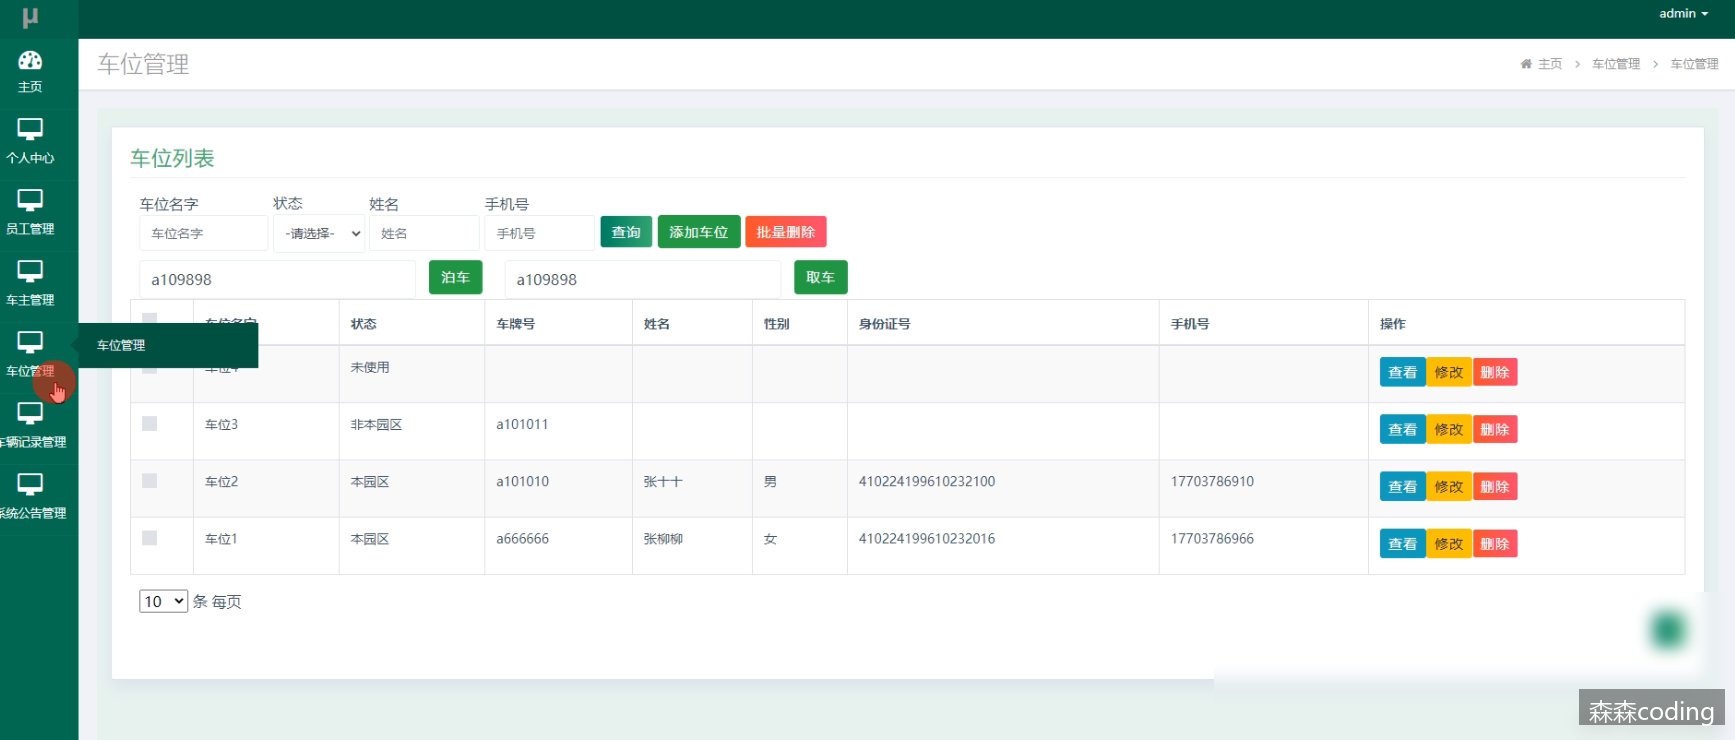 µ
admin
主页
个人中心
员工管理
车主管理
车位管理
车辆记录管理
系统公告管理
车位管理
主页 > 车位管理 > 车位管理
车位列表
车位名字 状态 姓名 手机号
车位名字 -请选择- 姓名 手机号 查询 添加车位 批量删除
a109898 泊车 a109898 取车
车位管理
车位名字 状态 车牌号 姓名 性别 身份证号 手机号 操作
车位4 未使用 查看 修改 删除
车位3 非本园区 a101011 查看 修改 删除
车位2 本园区 a101010 张十十 男 410224199610232100 17703786910 查看 修改 删除
车位1 本园区 a666666 张柳柳 女 410224199610232016 17703786966 查看 修改 删除
10 条 每页
森森coding